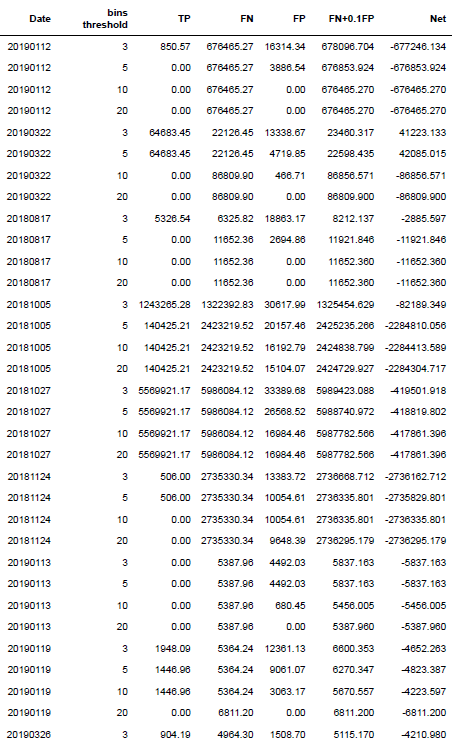 Date bins threshold TP FN FP FN+0.1FP Net
20190112 3 850.57 676465.27 16314.34 678096.704 -677246.134
20190112 5 0.00 676465.27 3886.54 676853.924 -676853.924
20190112 10 0.00 676465.27 0.00 676465.270 -676465.270
20190112 20 0.00 676465.27 0.00 676465.270 -676465.270
20190322 3 64683.45 22126.45 13338.67 23460.317 41223.133
20190322 5 64683.45 22126.45 4719.85 22598.435 42085.015
20190322 10 0.00 86809.90 466.71 86856.571 -86856.571
20190322 20 0.00 86809.90 0.00 86809.900 -86809.900
20180817 3 5326.54 6325.82 18863.17 8212.137 -2885.597
20180817 5 0.00 11652.36 2694.86 11921.846 -11921.846
20180817 10 0.00 11652.36 0.00 11652.360 -11652.360
20180817 20 0.00 11652.36 0.00 11652.360 -11652.360
20181005 3 1243265.28 1322392.83 30617.99 1325454.629 -82189.349
20181005 5 140425.21 2423219.52 20157.46 2425235.266 -2284810.056
20181005 10 140425.21 2423219.52 16192.79 2424838.799 -2284413.589
20181005 20 140425.21 2423219.52 15104.07 2424729.927 -2284304.717
20181027 3 5569921.17 5986084.12 33389.68 5989423.088 -419501.918
20181027 5 5569921.17 5986084.12 26568.52 5988740.972 -418819.802
20181027 10 5569921.17 5986084.12 16984.46 5987782.566 -417861.396
20181027 20 5569921.17 5986084.12 16984.46 5987782.566 -417861.396
20181124 3 506.00 2735330.34 13383.72 2736668.712 -2736162.712
20181124 5 506.00 2735330.34 10054.61 2736335.801 -2735829.801
20181124 10 0.00 2735330.34 10054.61 2736335.801 -2736335.801
20181124 20 0.00 2735330.34 9648.39 2736295.179 -2736295.179
20190113 3 0.00 5387.96 4492.03 5837.163 -5837.163
20190113 5 0.00 5387.96 4492.03 5837.163 -5837.163
20190113 10 0.00 5387.96 680.45 5456.005 -5456.005
20190113 20 0.00 5387.96 0.00 5387.960 -5387.960
20190119 3 1948.09 5364.24 12361.13 6600.353 -4652.263
20190119 5 1446.96 5364.24 9061.07 6270.347 -4823.387
20190119 10 1446.96 5364.24 3063.17 5670.557 -4223.597
20190119 20 0.00 6811.20 0.00 6811.200 -6811.200
20190326 3 904.19 4964.30 1508.70 5115.170 -4210.980